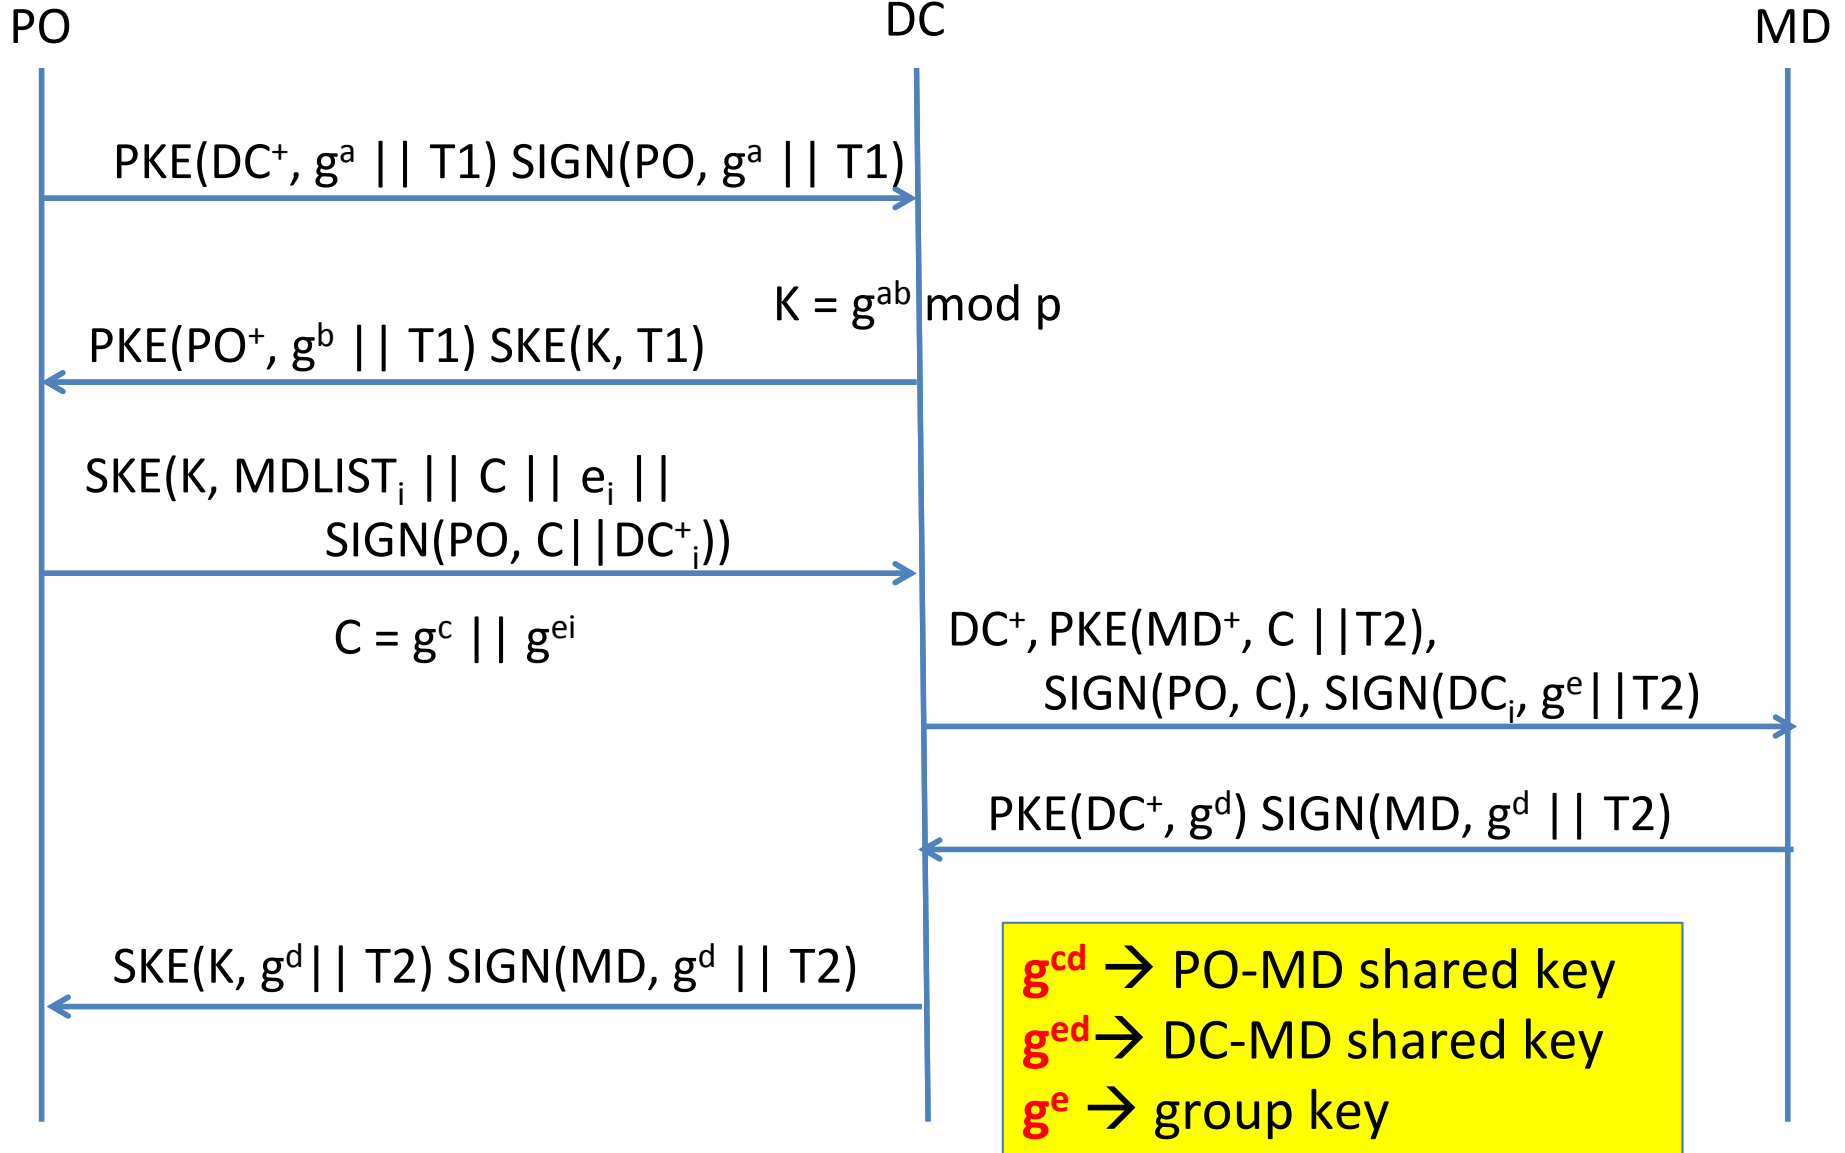 PO DC MD
PKE(DC⁺, gᵃ || T1) SIGN(PO, gᵃ || T1)
K = gᵃᵇ mod p
PKE(PO⁺, gᵇ || T1) SKE(K, T1)
SKE(K, MDLISTᵢ || C || eᵢ ||
SIGN(PO, C||DC⁺ᵢ))
C = gᶜ || gᵉⁱ
DC⁺, PKE(MD⁺, C ||T2),
SIGN(PO, C), SIGN(DCᵢ, gᵉ||T2)
PKE(DC⁺, gᵈ) SIGN(MD, gᵈ || T2)
SKE(K, gᵈ|| T2) SIGN(MD, gᵈ || T2)
gᶜᵈ → PO-MD shared key
gᵉᵈ→ DC-MD shared key
gᵉ → group key